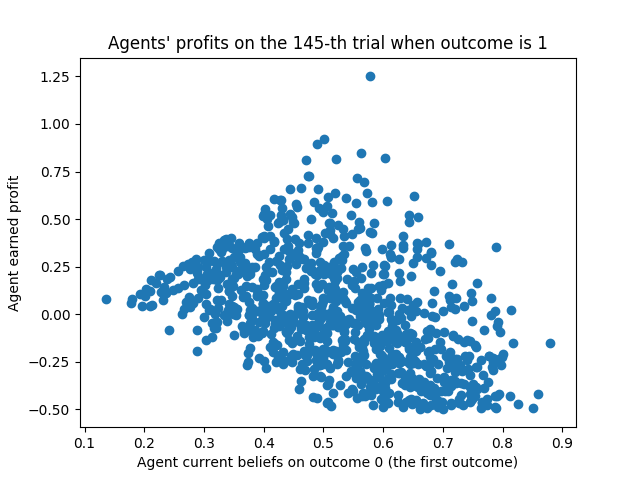 Agents' profits on the 145-th trial when outcome is 1
1.25
1.00
0.75
0.50
0.25
0.00
−0.25
−0.50
Agent earned profit
0.1 0.2 0.3 0.4 0.5 0.6 0.7 0.8 0.9
Agent current beliefs on outcome 0 (the first outcome)